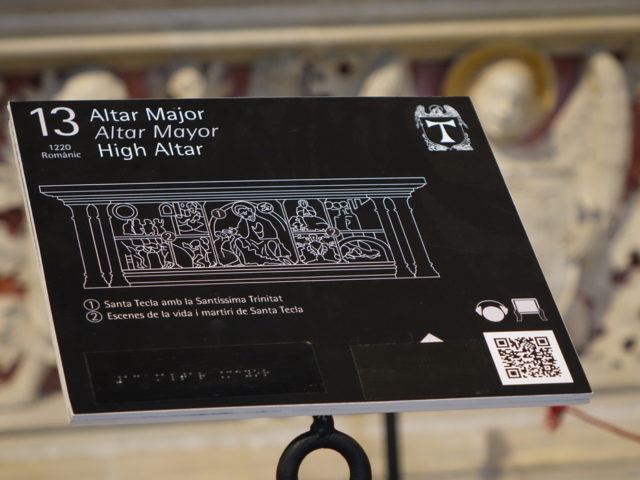 13
1220
Romànic
Altar Major
Altar Mayor
High Altar
T
1 Santa Tecla amb la Santíssima Trinitat
2 Escenes de la vida i martiri de Santa Tecla